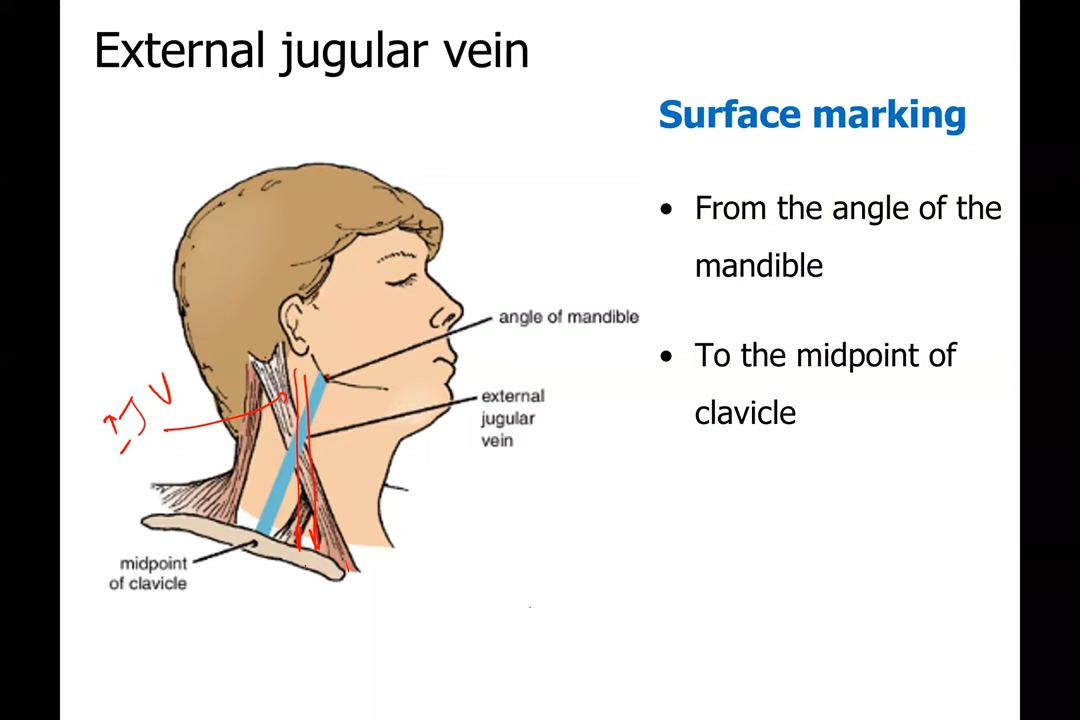 External jugular vein
Surface marking
• From the angle of the
mandible
• To the midpoint of
clavicle
angle of mandible
external
jugular
vein
IJV
midpoint
of clavicle